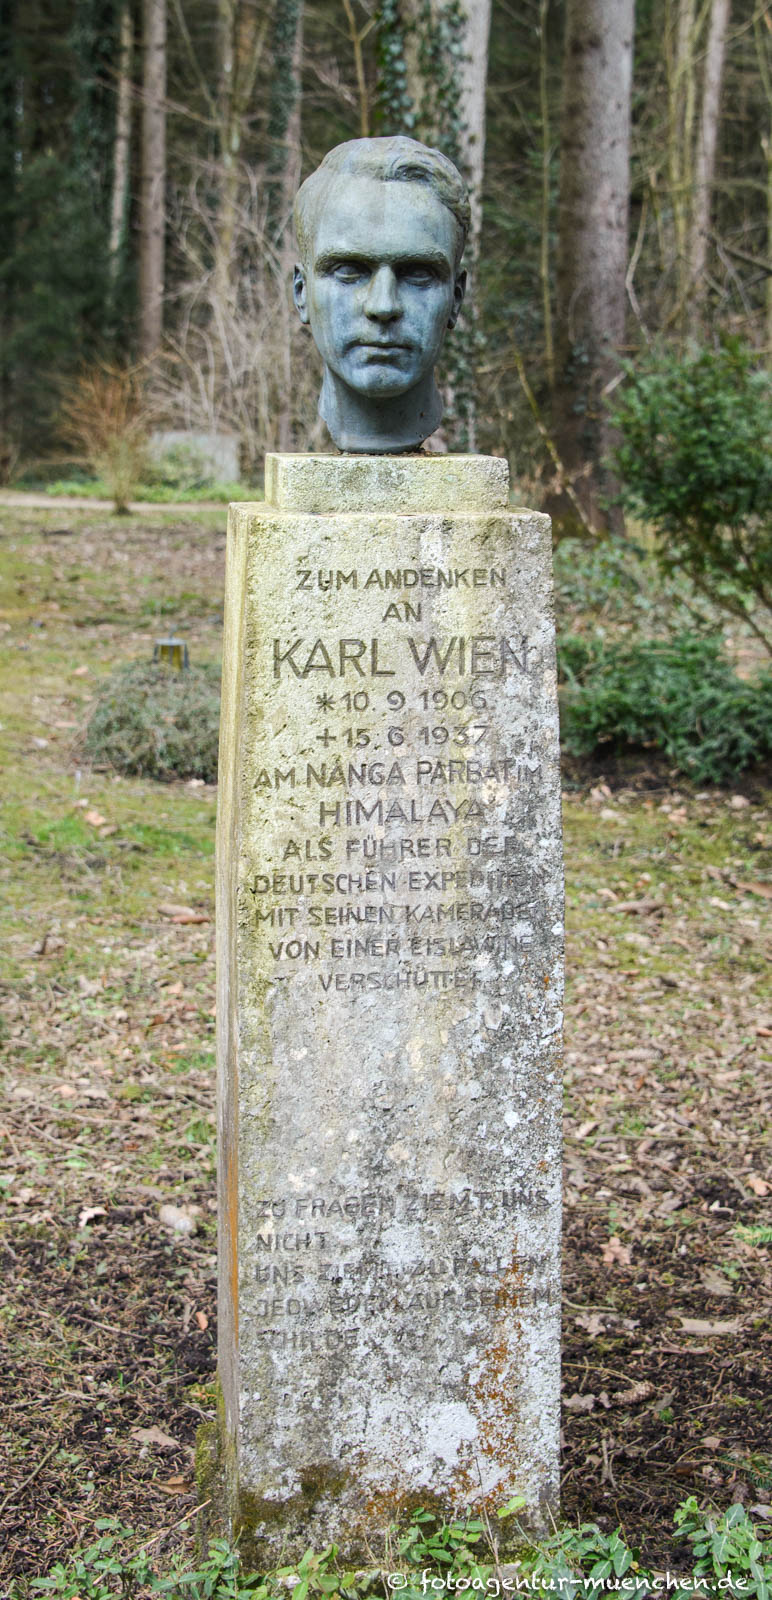 ZUM ANDENKEN
AN
KARL WIEN
*10.9.1906
+15.6.1937
AM NANGA PARBAT IM
HIMALAYA
ALS FÜHRER DER
DEUTSCHEN EXPEDITION
MIT SEINEN KAMERADEN
VON EINER EISLAWINE
VERSCHÜTTET
ZU FRAGEN ZIEMT UNS
NICHT
UNS ZIEMT ZU FALLEN
JEDWEDEN AUF SEINEM
SCHILDE
© fotoagentur-muenchen.de